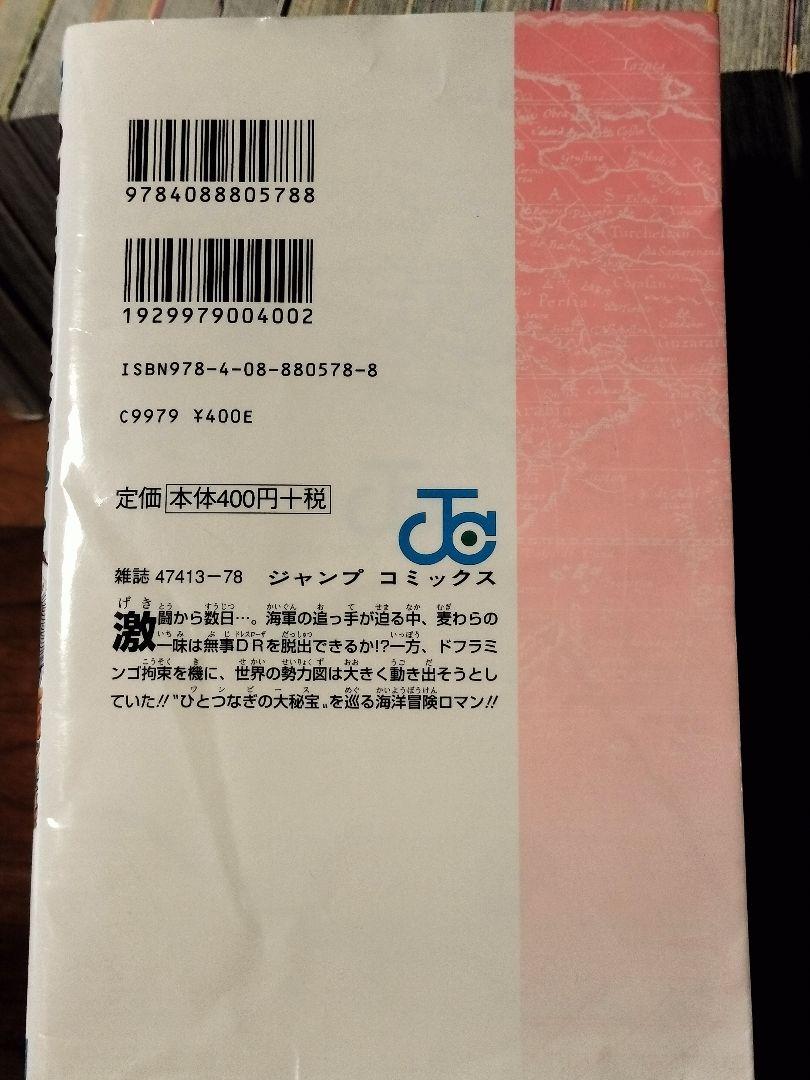 9784088805788
1929979004002
ISBN978-4-08-880578-8
C9979 ¥400E
定価 本体400円+税
JC
雑誌 47413-78 ジャンプ コミックス
激闘から数日…。海軍の追っ手が迫る中、麦わらの
一味は無事DRを脱出できるか!?一方、ドフラミ
ンゴ拘束を機に、世界の勢力図は大きく動き出そうとし
ていた!!〝ひとつなぎの大秘宝〟を巡る海洋冒険ロマン!!
Persia